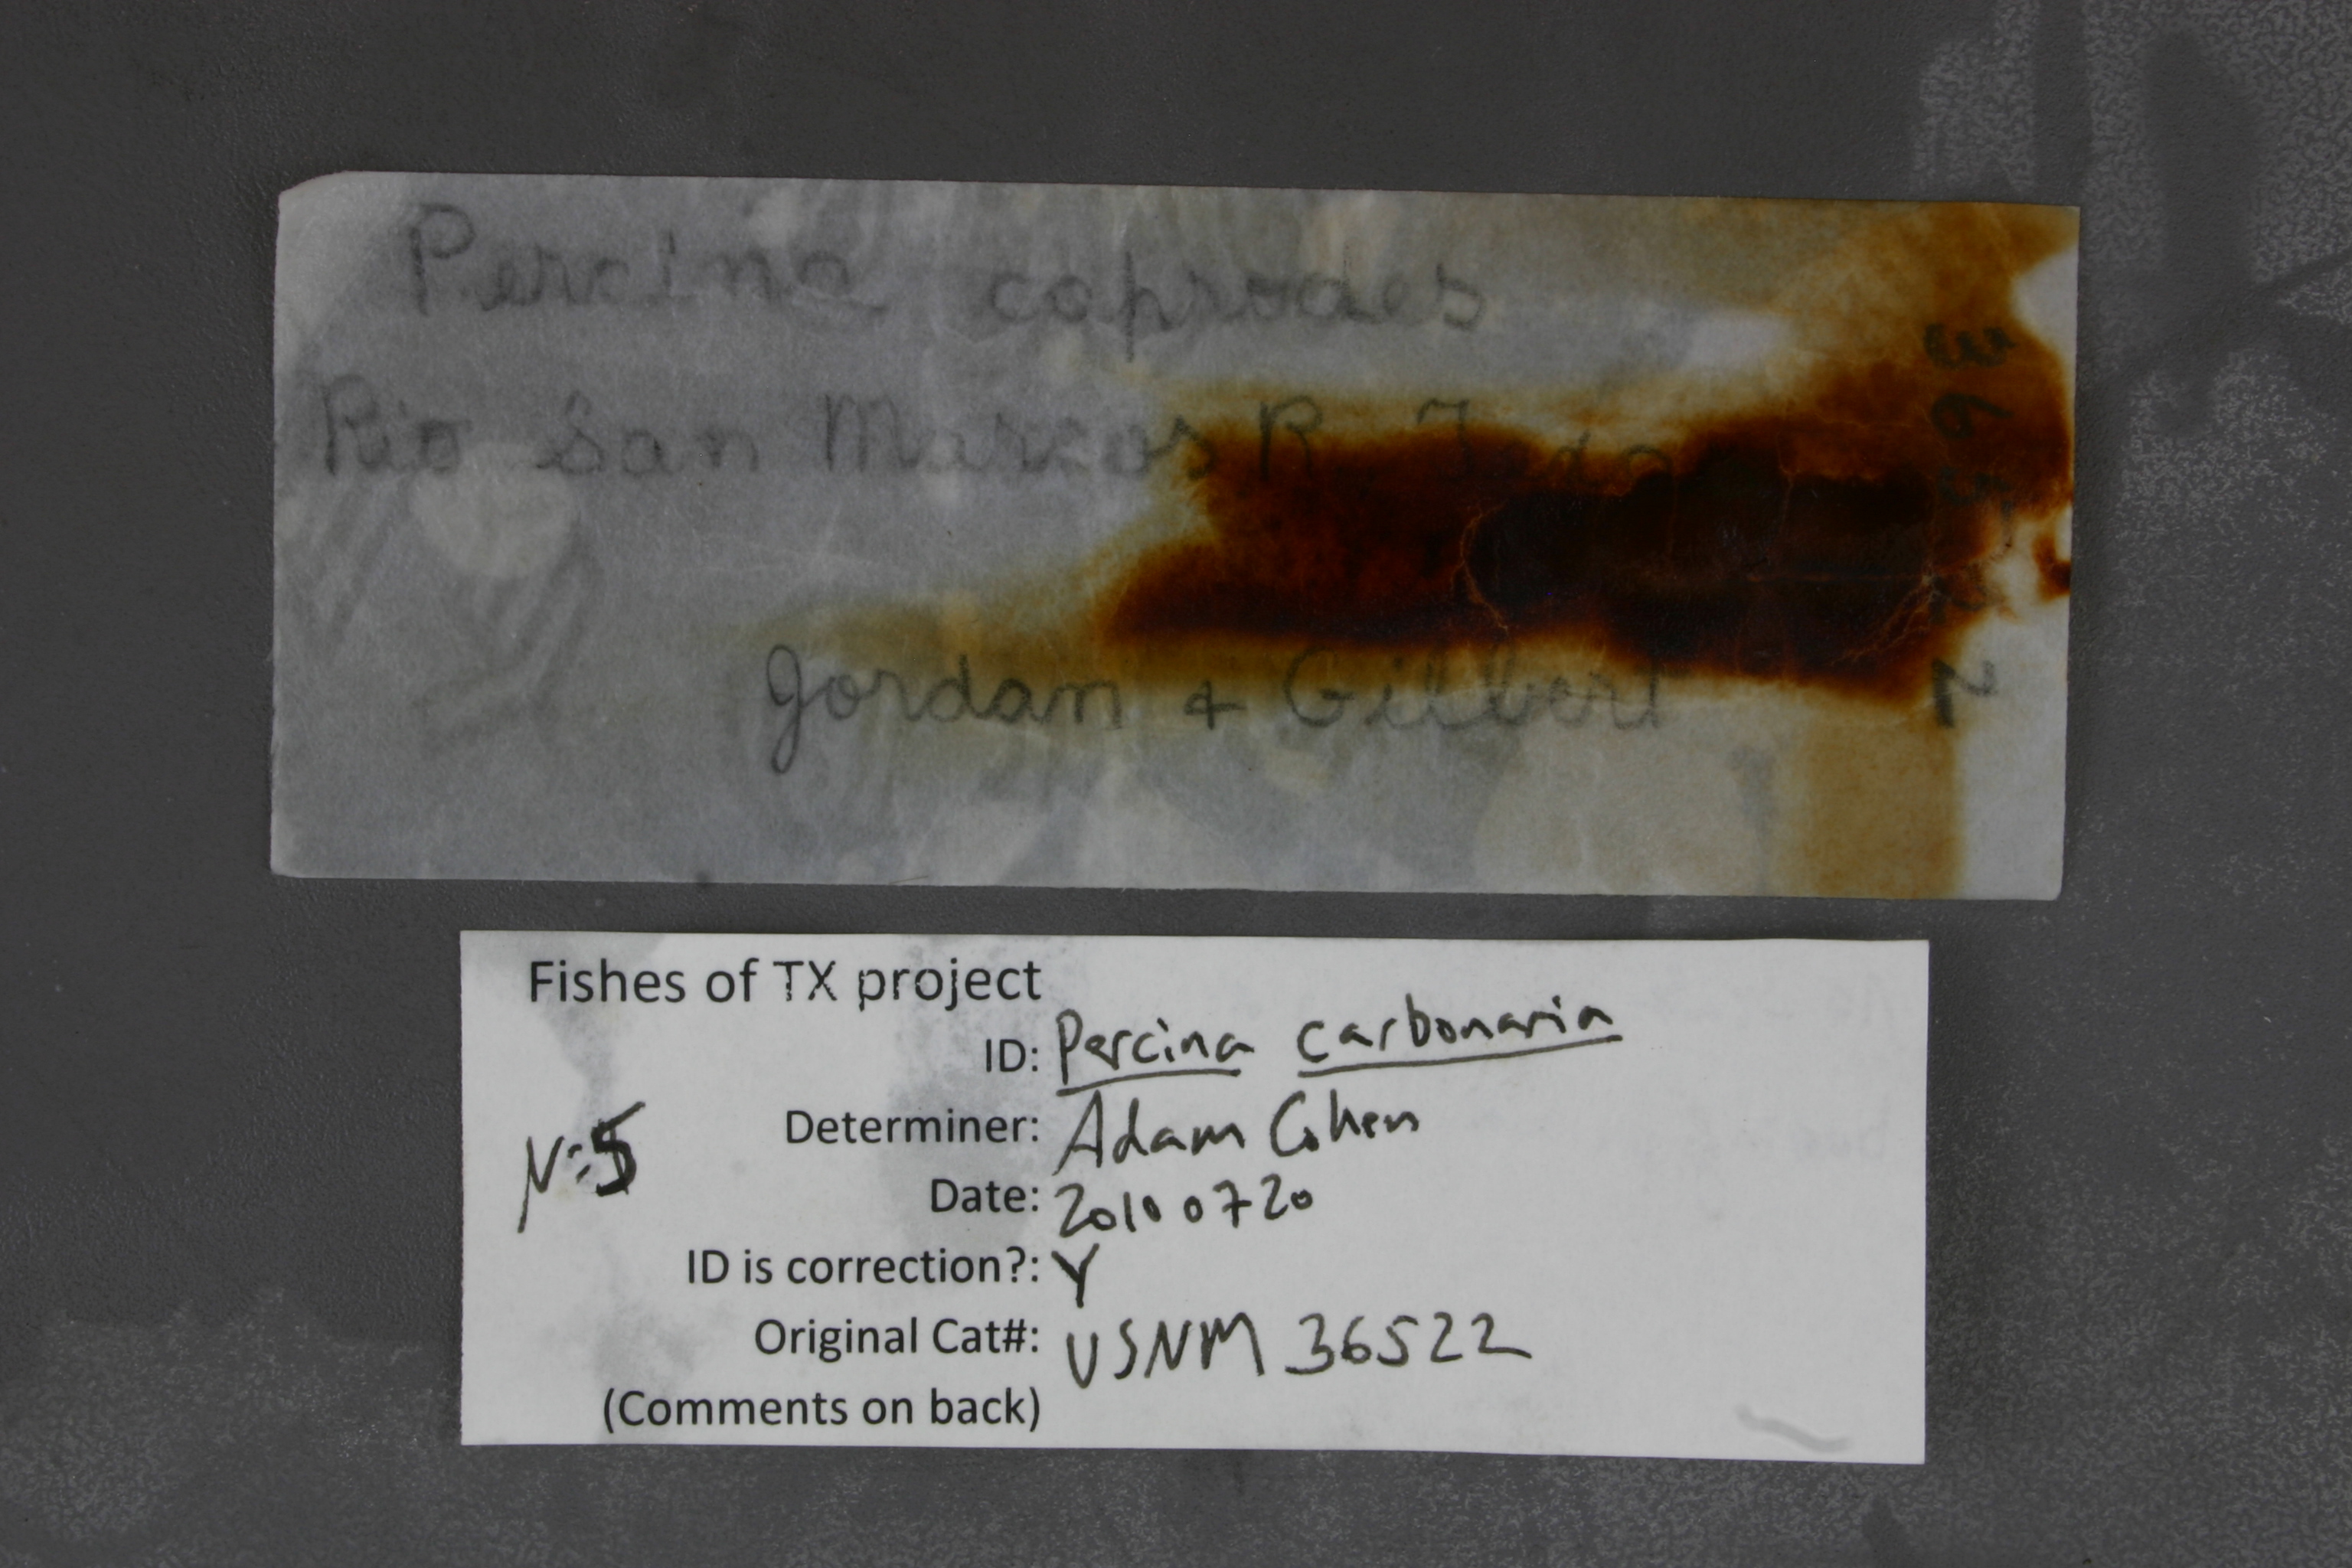 Percina caprodes
Rio San Marcos R.
Jordan & Gilbert
36522
Fishes of TX project
ID: Percina carbonaria
Determiner: Adam Cohen
Date: 20100720
ID is correction?: Y
Original Cat#: USNM 36522
(Comments on back)
N=5